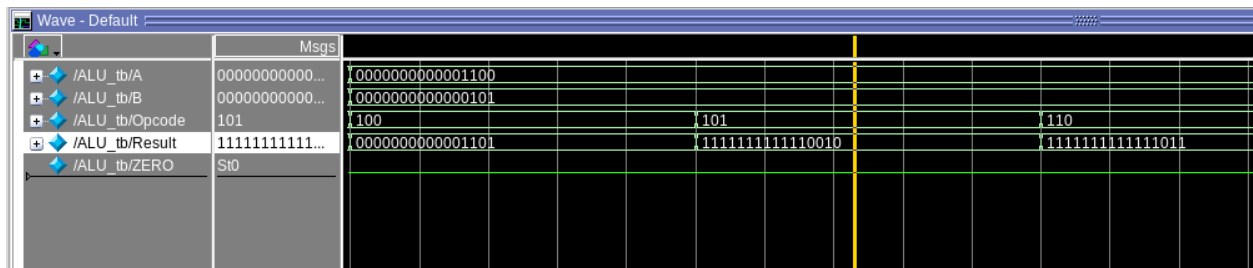 Wave - Default
Msgs
/ALU_tb/A 00000000000... 0000000000001100
/ALU_tb/B 00000000000... 0000000000000101
/ALU_tb/Opcode 101 100 101 110
/ALU_tb/Result 11111111111... 0000000000001101 1111111111110010 1111111111111011
/ALU_tb/ZERO St0